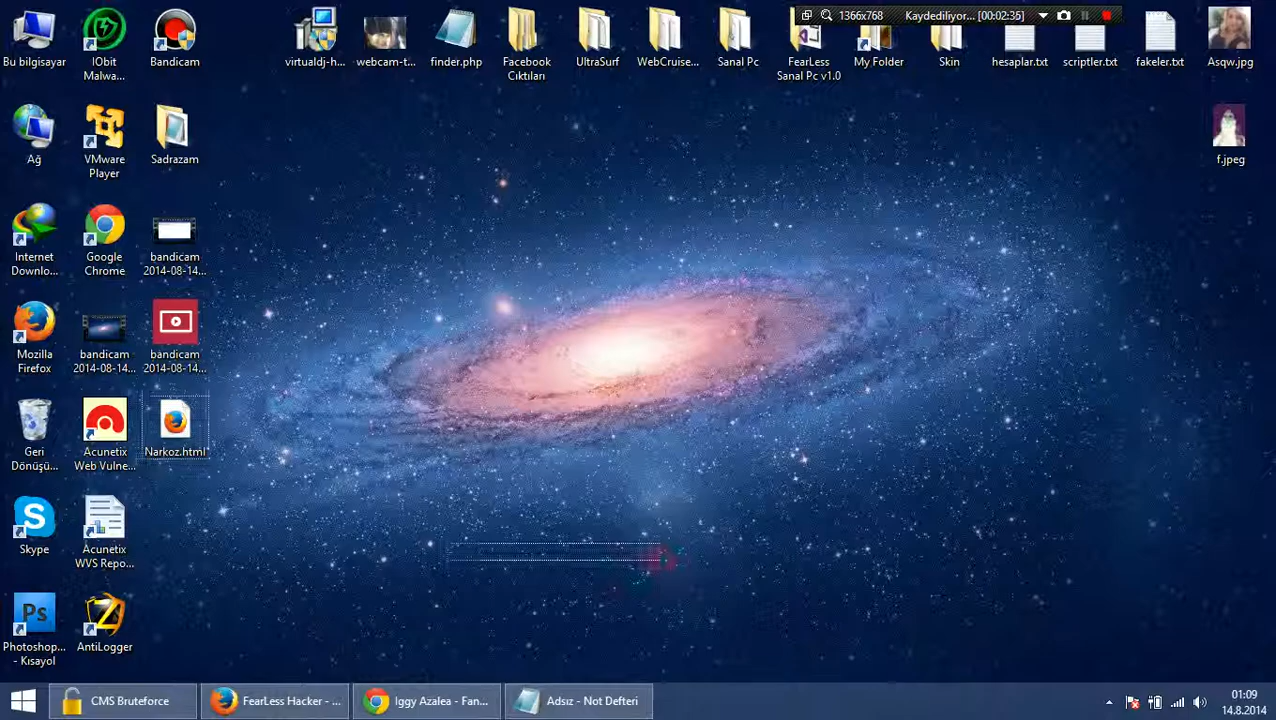 1366x768 Kaydediliyor... [00:02:35]
Bu bilgisayar
IObit
Malwa...
Bandicam
virtualdj-h...
webcam-t...
finder.php
Facebook
Çıktıları
UltraSurf
WebCruise...
Sanal Pc
FearLess
Sanal Pc v1.0
My Folder
Skin
hesaplar.txt
scriptler.txt
fakeler.txt
Asqw.jpg
Ağ
VMware
Player
Sadrazam
f.jpeg
Internet
Downlo...
Google
Chrome
bandicam
2014-08-14...
Mozilla
Firefox
bandicam
2014-08-14...
bandicam
2014-08-14...
Geri
Dönüşü...
Acunetix
Web Vulne...
Narkoz.html
Skype
Acunetix
WVS Repo...
Photoshop...
- Kısayol
AntiLogger
CMS Bruteforce
FearLess Hacker - ...
Iggy Azalea - Fan...
Adsız - Not Defteri
01:09
14.8.2014